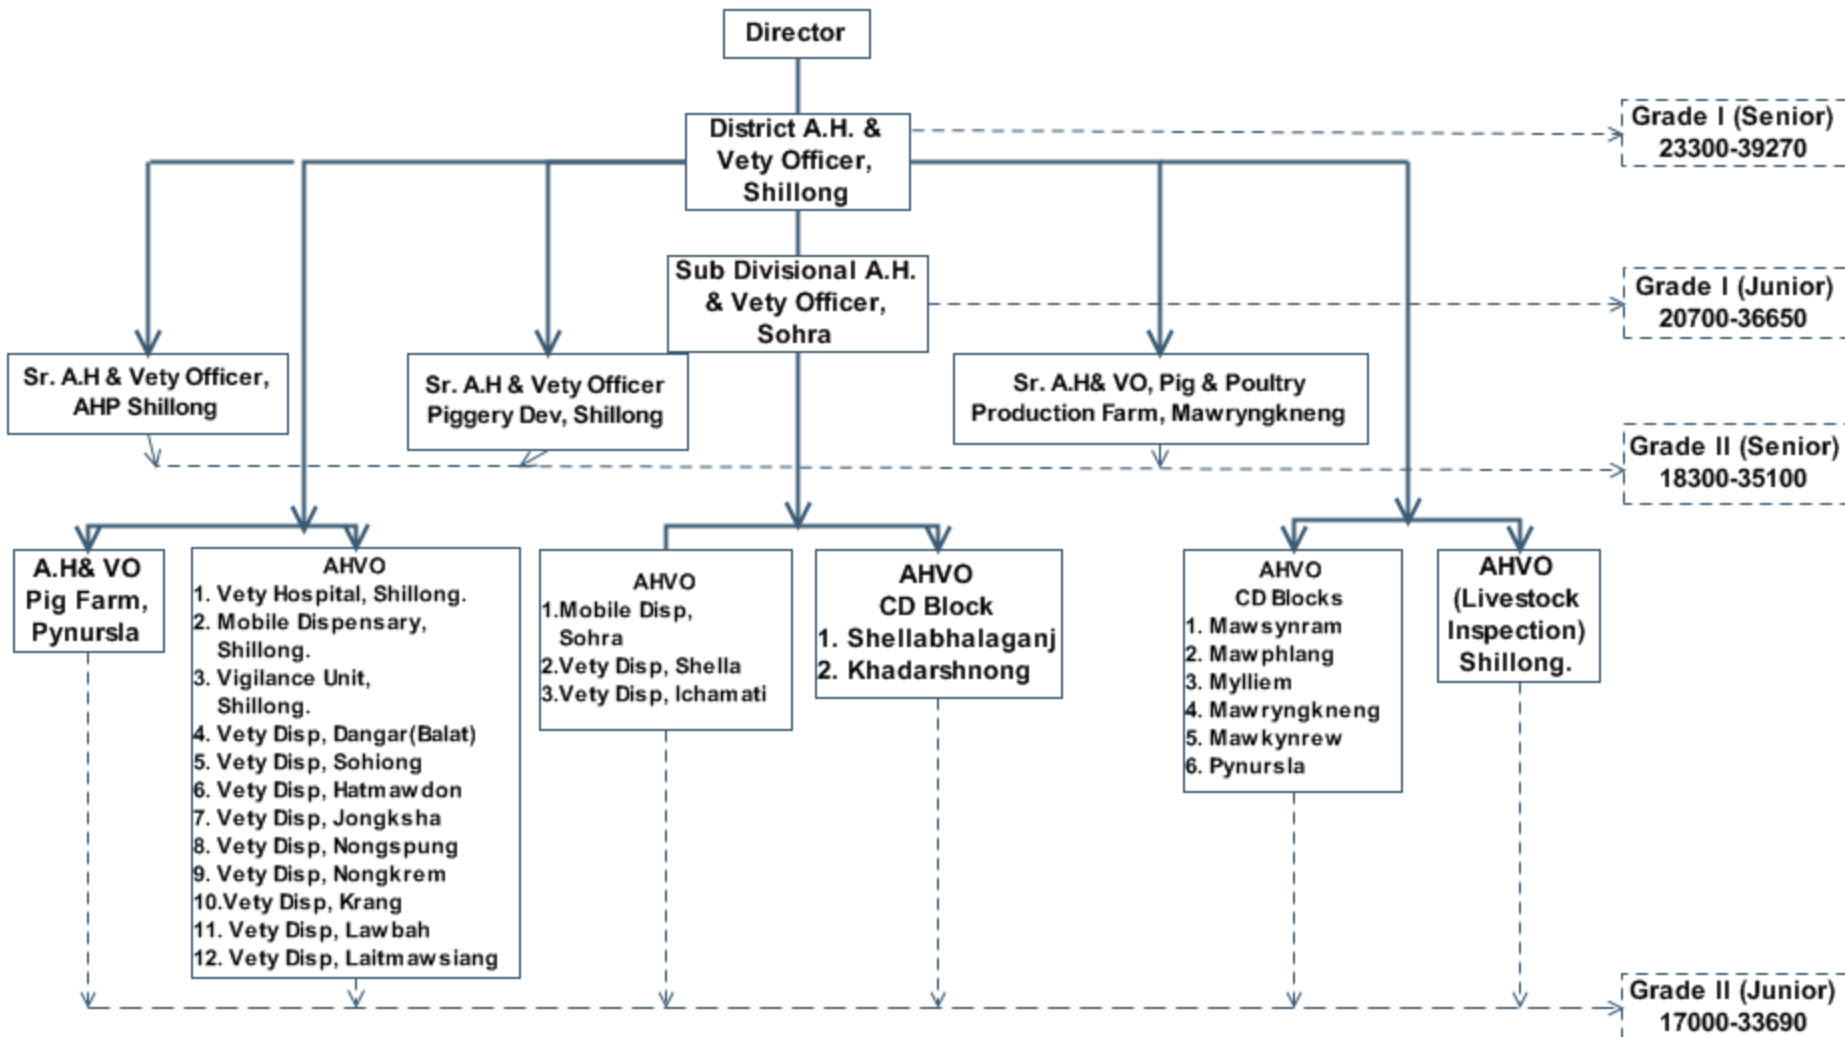 Director
District A.H. &
Vety Officer,
Shillong
Grade I (Senior)
23300-39270
Sub Divisional A.H.
& Vety Officer,
Sohra
Grade I (Junior)
20700-36650
Sr. A.H & Vety Officer,
AHP Shillong
Sr. A.H & Vety Officer
Piggery Dev, Shillong
Sr. A.H& VO, Pig & Poultry
Production Farm, Mawryngkneng
Grade II (Senior)
18300-35100
A.H& VO
Pig Farm,
Pynursla
AHVO
1. Vety Hospital, Shillong.
2. Mobile Dispensary,
Shillong.
3. Vigilance Unit,
Shillong.
4. Vety Disp, Dangar(Balat)
5. Vety Disp, Sohiong
6. Vety Disp, Hatmawdon
7. Vety Disp, Jongksha
8. Vety Disp, Nongspung
9. Vety Disp, Nongkrem
10.Vety Disp, Krang
11. Vety Disp, Lawbah
12. Vety Disp, Laitmawsiang
AHVO
1.Mobile Disp,
Sohra
2.Vety Disp, Shella
3.Vety Disp, Ichamati
AHVO
CD Block
1. Shellabhalaganj
2. Khadarshnong
AHVO
CD Blocks
1. Mawsynram
2. Mawphlang
3. Mylliem
4. Mawryngkneng
5. Mawkynrew
6. Pynursla
AHVO
(Livestock
Inspection)
Shillong.
Grade II (Junior)
17000-33690